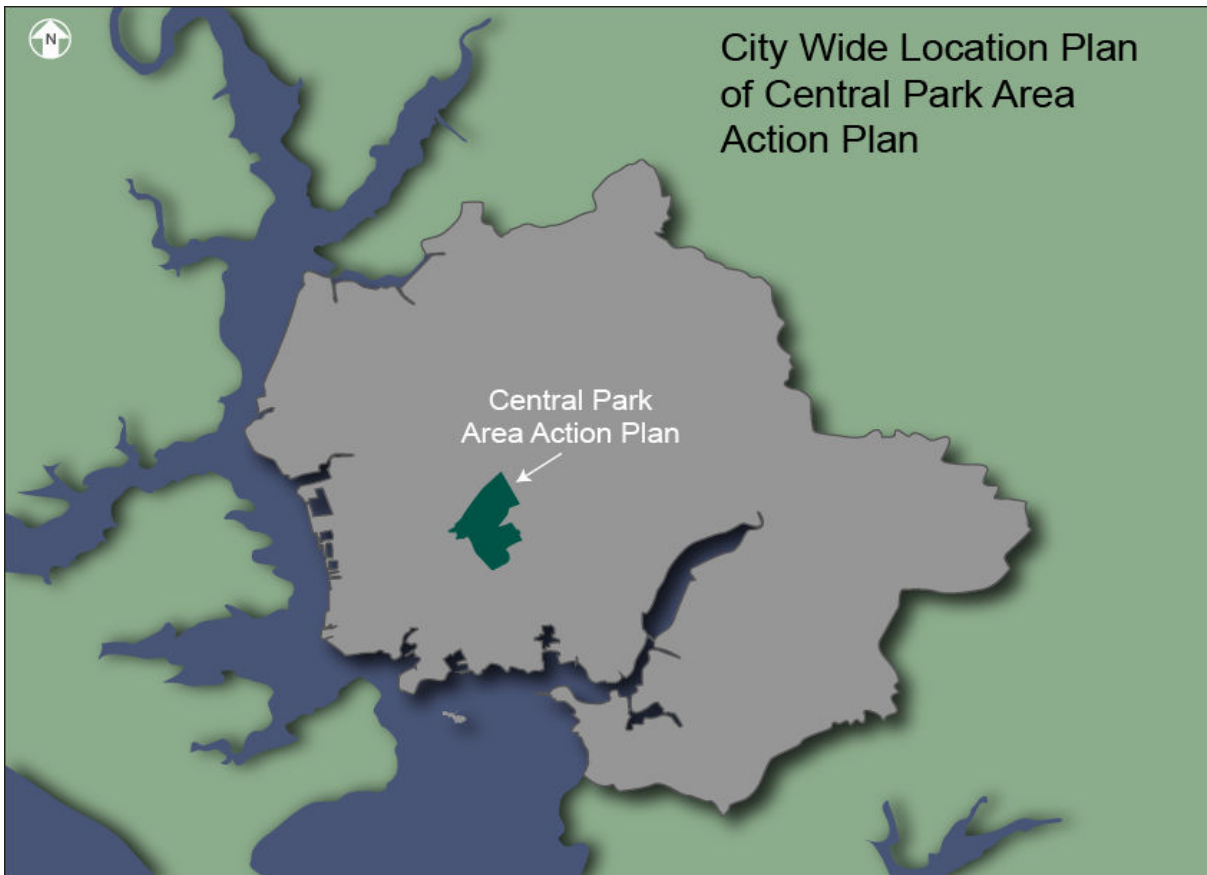 N
City Wide Location Plan
of Central Park Area
Action Plan
Central Park
Area Action Plan